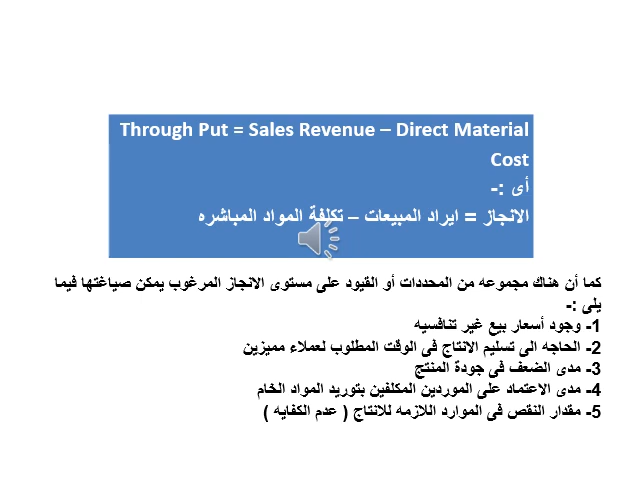 Through Put = Sales Revenue – Direct Material
Cost
أى :-
الانجاز = ايراد المبيعات – تكلفة المواد المباشره
كما أن هناك مجموعه من المحددات أو القيود على مستوى الانجاز المرغوب يمكن صياغتها فيما
يلى :-
1- وجود أسعار بيع غير تنافسيه
2- الحاجه الى تسليم الانتاج فى الوقت المطلوب لعملاء مميزين
3- مدى الضعف فى جودة المنتج
4- مدى الاعتماد على الموردين المكلفين بتوريد المواد الخام
5- مقدار النقص فى الموارد اللازمه للانتاج ( عدم الكفايه )